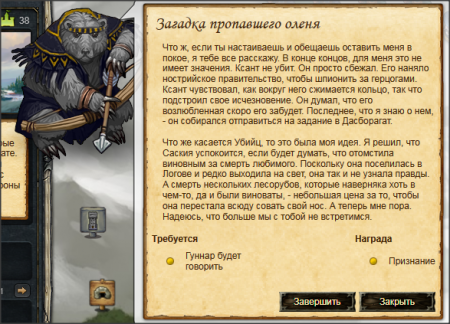 38
Загадка пропавшего оленя
Что ж, если ты настаиваешь и обещаешь оставить меня в
покое, я тебе все расскажу. В конце концов, для меня это не
имеет значения. Ксант не убит. Он просто сбежал. Его наняло
нострийское правительство, чтобы шпионить за герцогами.
Ксант чувствовал, как вокруг него сжимается кольцо, так что
подстроил свое исчезновение. Он думал, что его
возлюбленная скоро его забудет. Последнее, что я знаю о нем,
- он собирался отправиться на задание в Дасборагат.
Что же касается Убийц, то это была моя идея. Я решил, что
Саския успокоится, если будет думать, что отомстила
виновным за смерть любимого. Поскольку она поселилась в
Логове и редко выходила на свет, она так и не узнала правды.
А смерть нескольких лесорубов, которые наверняка хоть в
чем-то, да и были виноваты, - небольшая цена за то, чтобы
она перестала всюду совать свой нос. А теперь мне пора.
Надеюсь, что больше мы с тобой не встретимся.
Требуется
Награда
Гуннар будет
говорить
Признание
Завершить
Закрыть